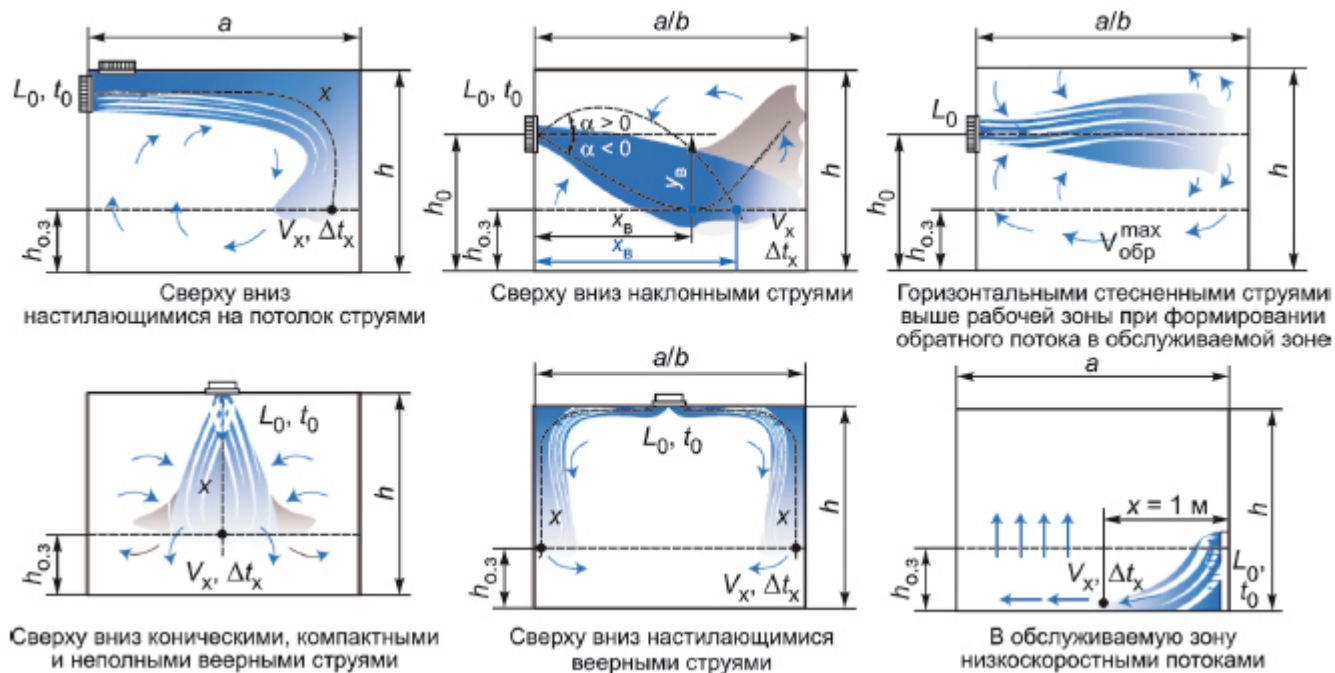 a
L₀, t₀
x
h
hо.з
Vₓ, Δtₓ
Сверху вниз
настилающимися на потолок струями
a/b
L₀, t₀
α > 0
α < 0
yв
h
h₀
hо.з
xв
xв
Vₓ
Δtₓ
Сверху вниз наклонными струями
a/b
L₀
h
h₀
hо.з
Vобр max
Горизонтальными стесненными струями
выше рабочей зоны при формировании
обратного потока в обслуживаемой зоне
L₀, t₀
x
h
hо.з
Vₓ, Δtₓ
Сверху вниз коническими, компактными
и неполными веерными струями
a/b
L₀, t₀
x
x
h
hо.з
Vₓ, Δtₓ
Сверху вниз настилающимися
веерными струями
a
x = 1 м
h
hо.з
Vₓ, Δtₓ
L₀,
t₀
В обслуживаемую зону
низкоскоростными потоками